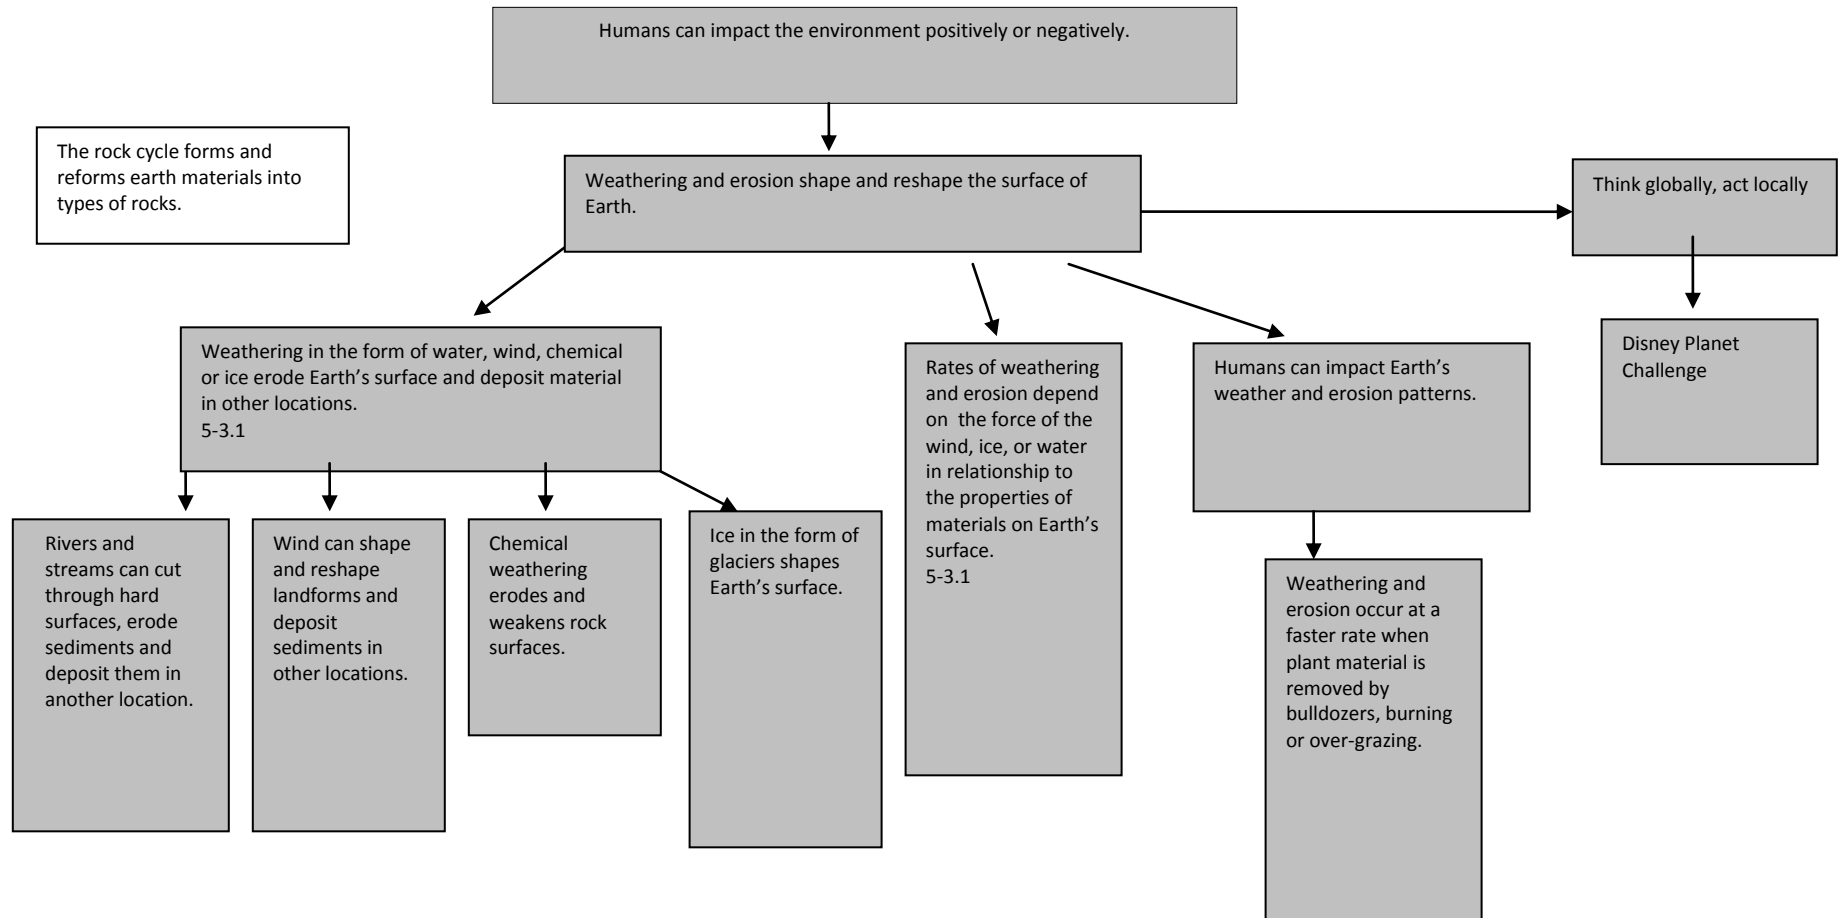 Humans can impact the environment positively or negatively.
The rock cycle forms and
reforms earth materials into
types of rocks.
Weathering and erosion shape and reshape the surface of
Earth.
Think globally, act locally
Weathering in the form of water, wind, chemical
or ice erode Earth’s surface and deposit material
in other locations.
5-3.1
Rates of weathering
and erosion depend
on  the force of the
wind, ice, or water
in relationship to
the properties of
materials on Earth’s
surface.
5-3.1
Humans can impact Earth’s
weather and erosion patterns.
Disney Planet
Challenge
Rivers and
streams can cut
through hard
surfaces, erode
sediments and
deposit them in
another location.
Wind can shape
and reshape
landforms and
deposit
sediments in
other locations.
Chemical
weathering
erodes and
weakens rock
surfaces.
Ice in the form of
glaciers shapes
Earth’s surface.
Weathering and
erosion occur at a
faster rate when
plant material is
removed by
bulldozers, burning
or over-grazing.